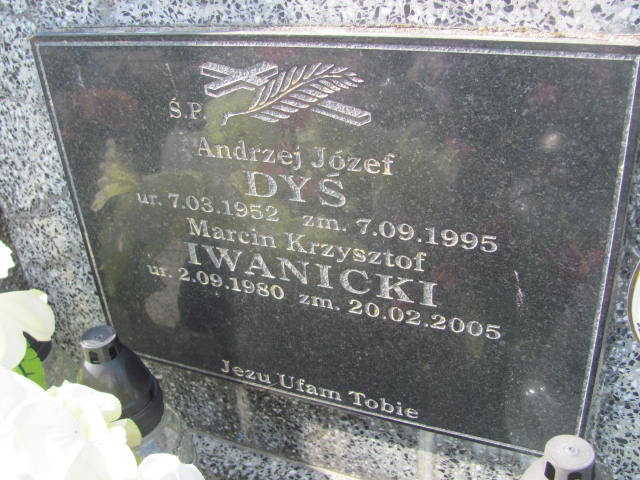 Ś.P.
Andrzej Józef
DYŚ
ur. 7.03.1952 zm. 7.09.1995
Marcin Krzysztof
IWANICKI
ur. 2.09.1980 zm. 20.02.2005
Jezu Ufam Tobie